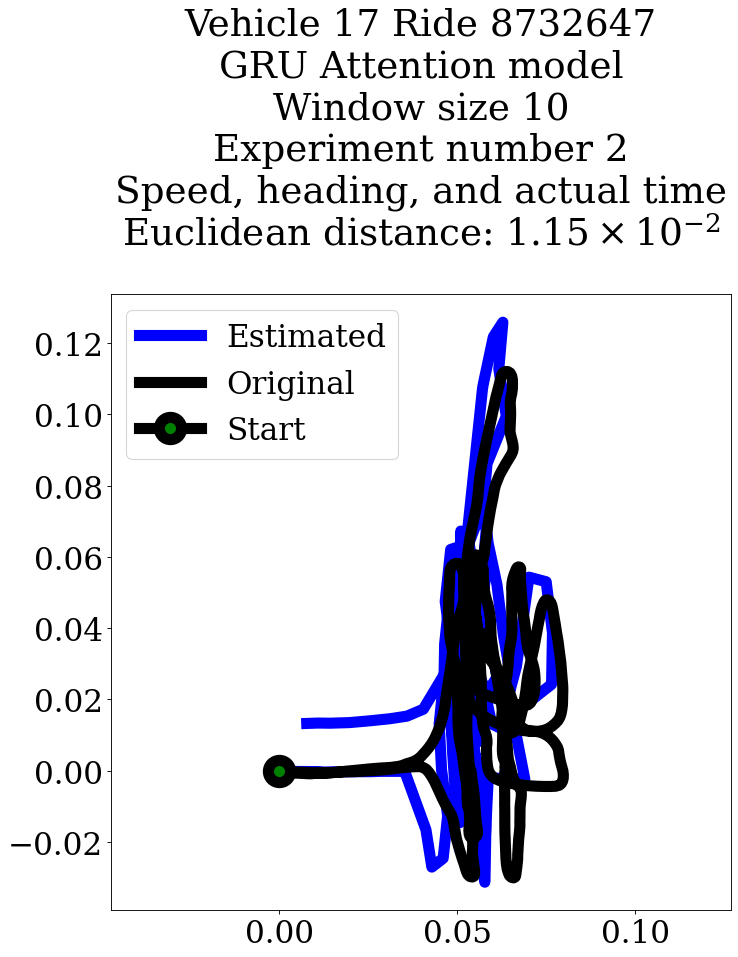 Vehicle 17 Ride 8732647
GRU Attention model
Window size 10
Experiment number 2
Speed, heading, and actual time
Euclidean distance: 1.15 × 10⁻²
Estimated
Original
Start
0.12
0.10
0.08
0.06
0.04
0.02
0.00
−0.02
0.00 0.05 0.10